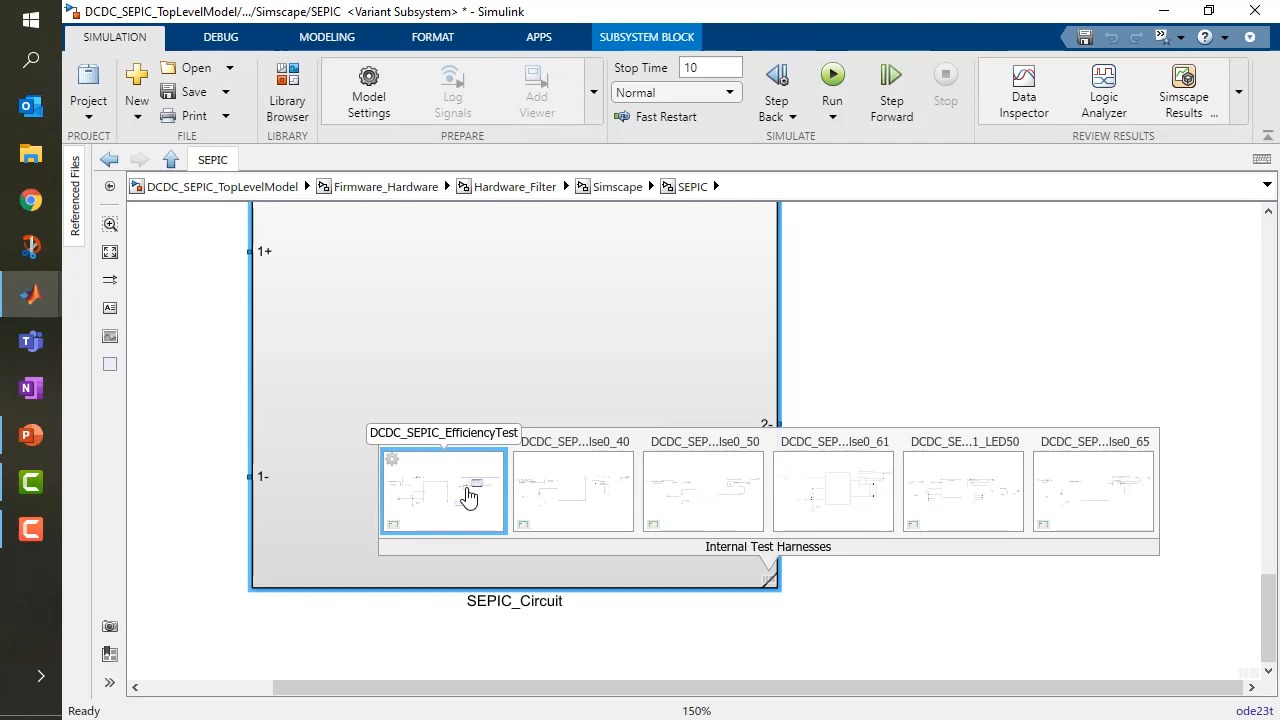 DCDC_SEPIC_TopLevelModel/.../Simscape/SEPIC <Variant Subsystem> * - Simulink
SIMULATION DEBUG MODELING FORMAT APPS SUBSYSTEM BLOCK
Project
New
Open
Save
Print
Library
Browser
Model
Settings
Log
Signals
Add
Viewer
Stop Time 10
Normal
Fast Restart
Step
Back
Run
Step
Forward
Stop
Data
Inspector
Logic
Analyzer
Simscape
Results ...
PROJECT FILE LIBRARY PREPARE SIMULATE REVIEW RESULTS
Referenced Files
SEPIC
DCDC_SEPIC_TopLevelModel Firmware_Hardware Hardware_Filter Simscape SEPIC
1+
2-
DCDC_SEPIC_EfficiencyTest
DCDC_SEP...lse0_40 DCDC_SEP...lse0_50 DCDC_SEP...lse0_61 DCDC_SE...1_LED50 DCDC_SEP...lse0_65
1-
Internal Test Harnesses
SEPIC_Circuit
Ready 150% ode23t